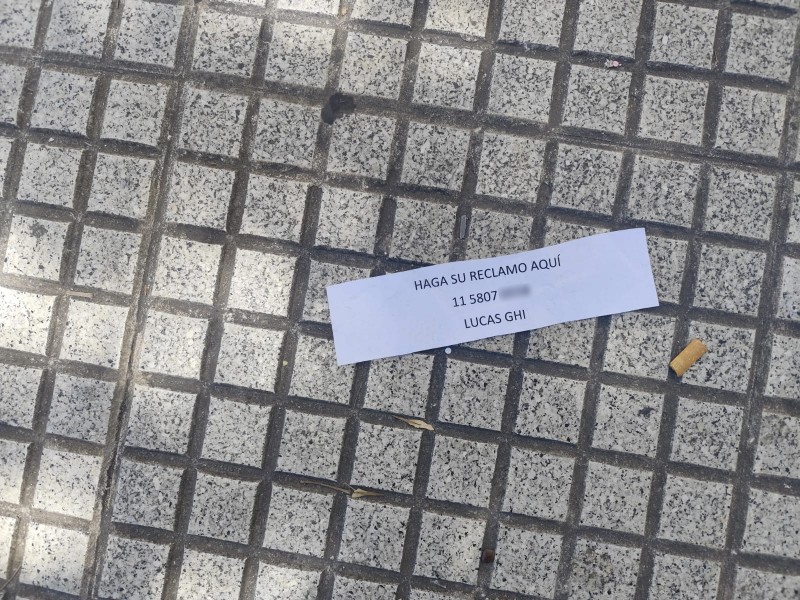 HAGA SU RECLAMO AQUÍ
11 5807
LUCAS GHI